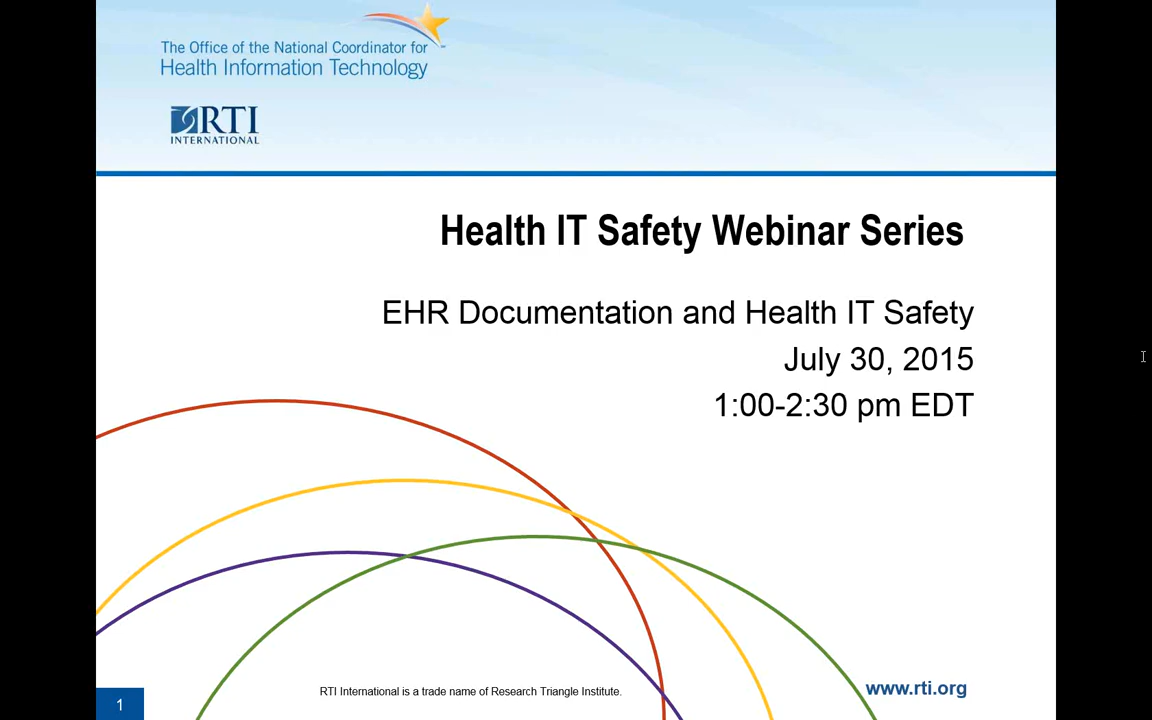 The Office of the National Coordinator for
Health Information Technology
RTI
INTERNATIONAL
Health IT Safety Webinar Series
EHR Documentation and Health IT Safety
July 30, 2015
1:00-2:30 pm EDT
RTI International is a trade name of Research Triangle Institute.
www.rti.org
1